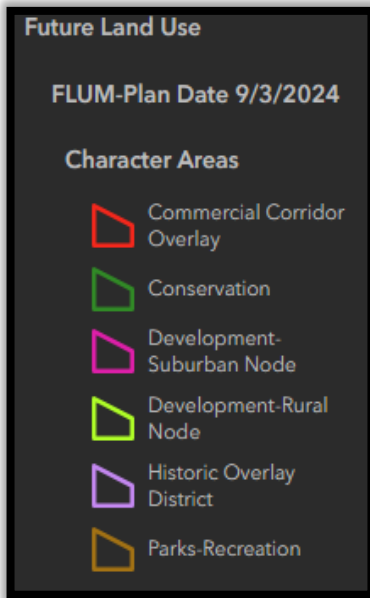 Future Land Use
FLUM-Plan Date 9/3/2024
Character Areas
Commercial Corridor
Overlay
Conservation
Development-
Suburban Node
Development-Rural
Node
Historic Overlay
District
Parks-Recreation